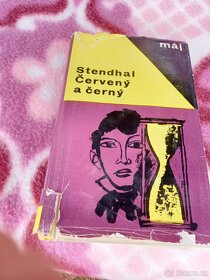 máj
Stendhal
Červený
a černý